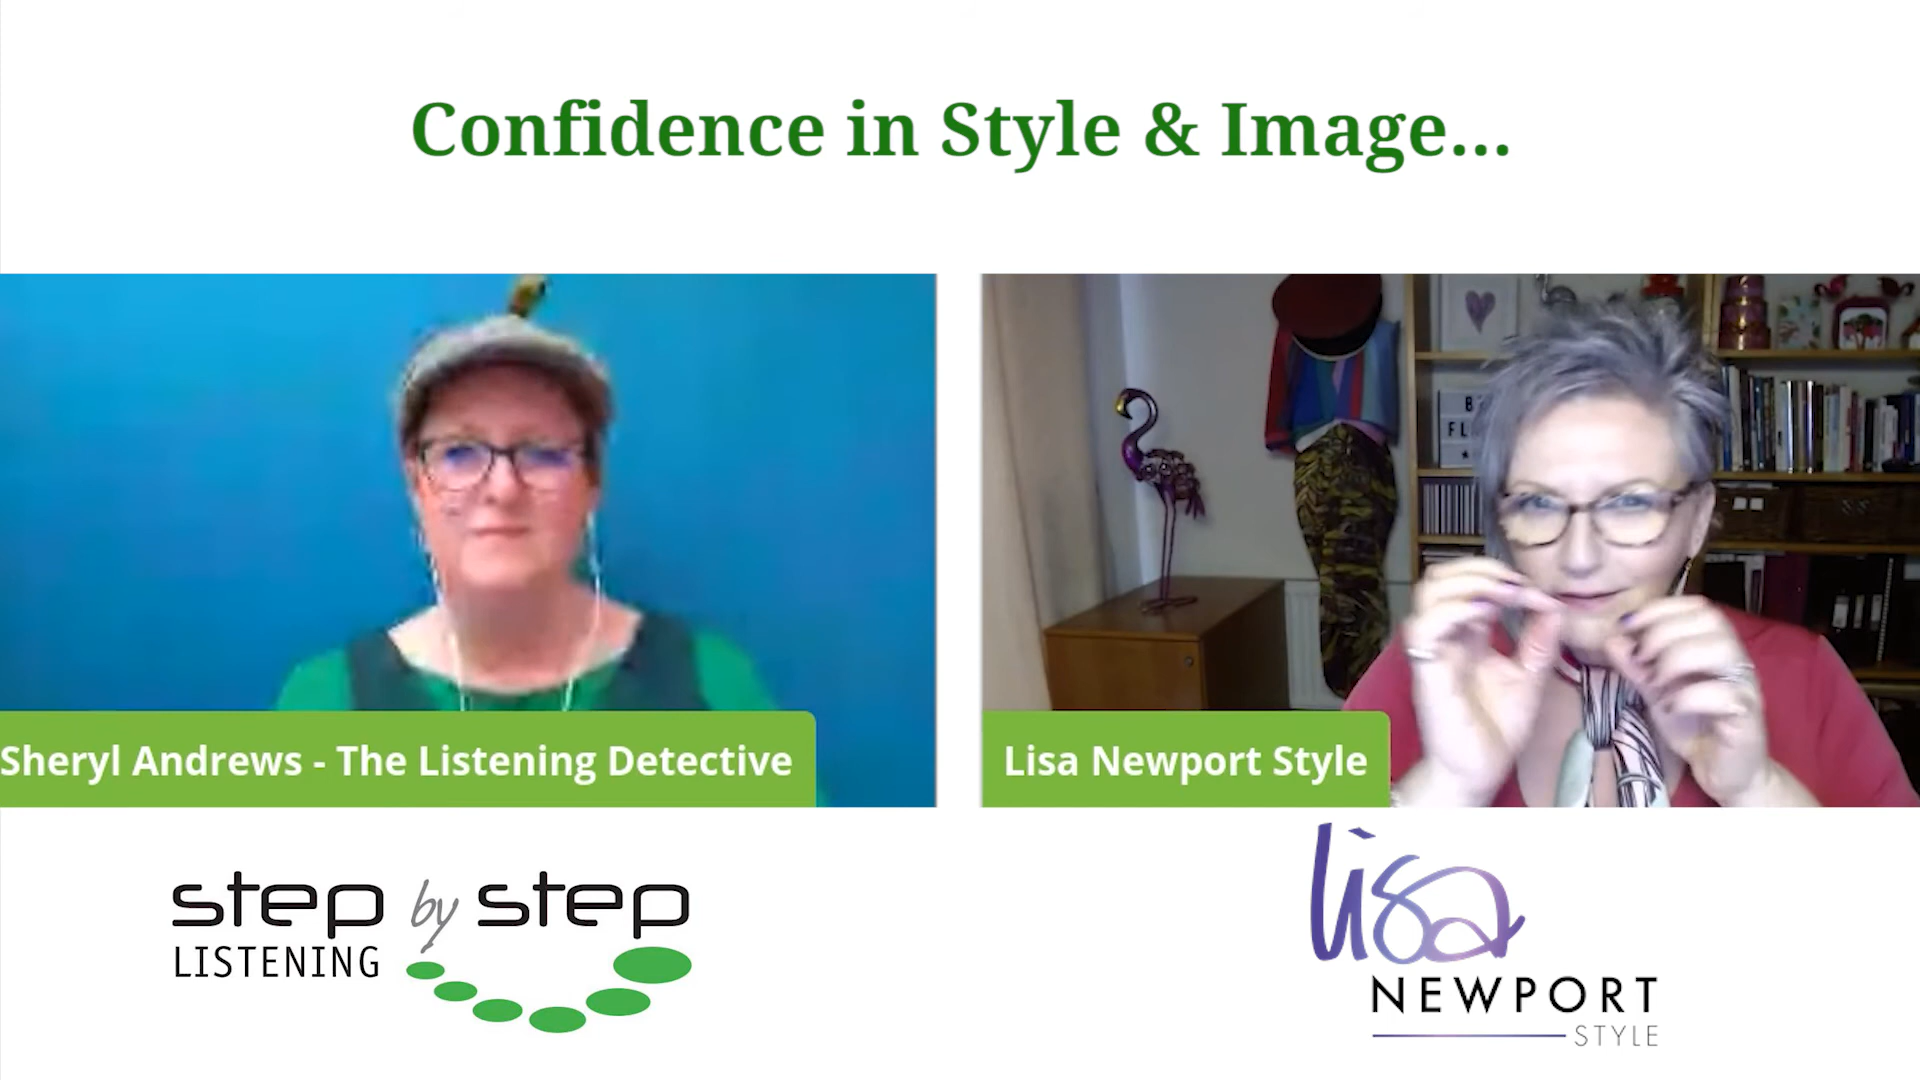 Confidence in Style & Image...
Sheryl Andrews - The Listening Detective
Lisa Newport Style
step by step
LISTENING
lisa
NEWPORT
STYLE